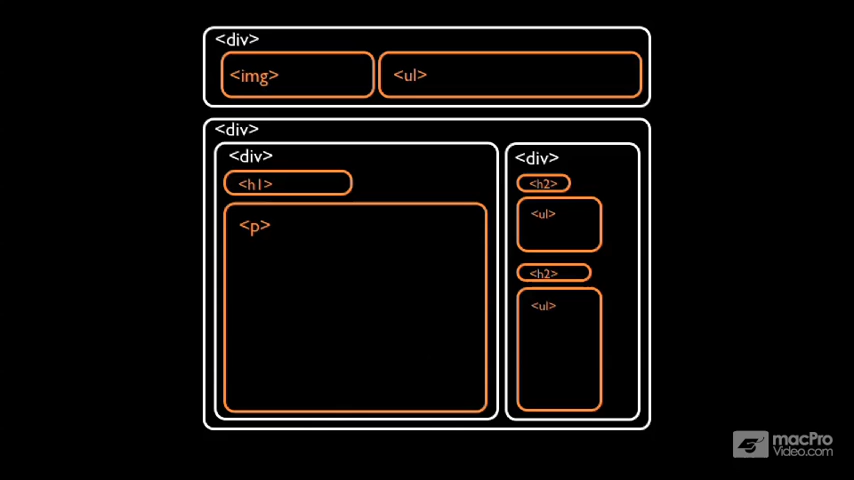 <div>
<img>
<ul>
<div>
<div>
<h1>
<p>
<div>
<h2>
<ul>
<h2>
<ul>
macPro
Video.com